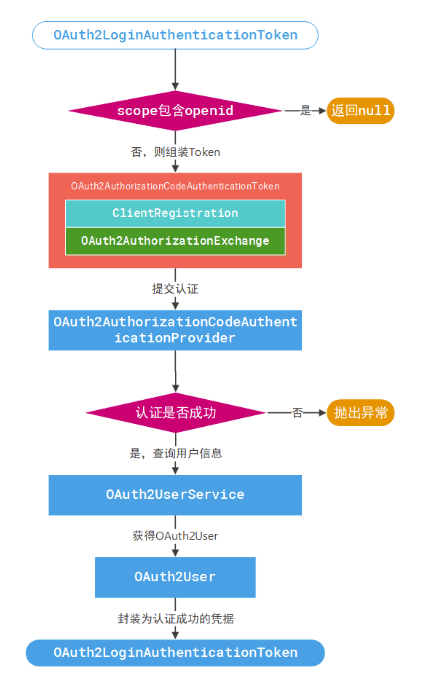 OAuth2LoginAuthenticationToken
scope包含openid
是
返回null
否，则组装Token
OAuth2AuthorizationCodeAuthenticationToken
ClientRegistration
OAuth2AuthorizationExchange
提交认证
OAuth2AuthorizationCodeAuthent
icationProvider
认证是否成功
否
抛出异常
是，查询用户信息
OAuth2UserService
获得OAuth2User
OAuth2User
封装为认证成功的凭据
OAuth2LoginAuthenticationToken